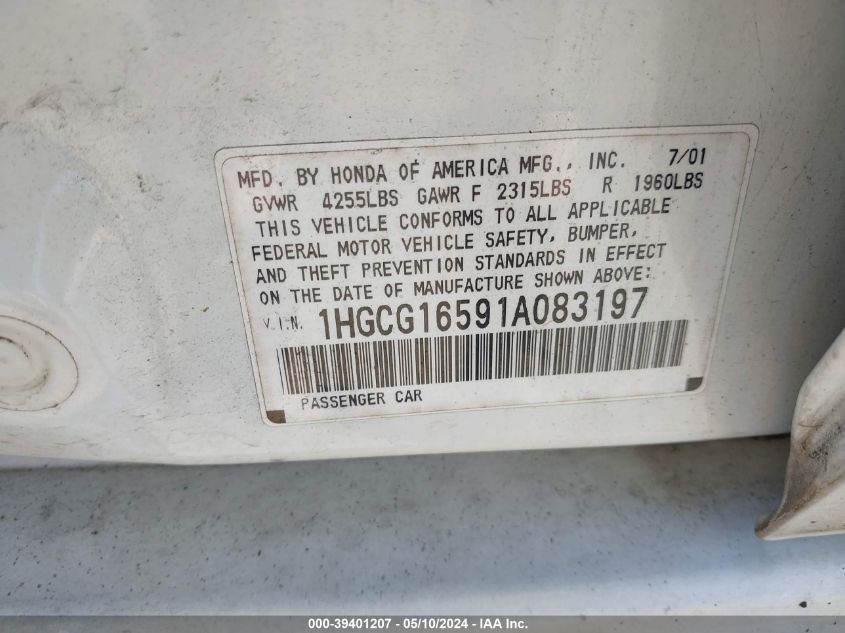 MFD. BY HONDA OF AMERICA MFG., INC. 7/01
GVWR 4255LBS GAWR F 2315LBS R 1960LBS
THIS VEHICLE CONFORMS TO ALL APPLICABLE
FEDERAL MOTOR VEHICLE SAFETY, BUMPER,
AND THEFT PREVENTION STANDARDS IN EFFECT
ON THE DATE OF MANUFACTURE SHOWN ABOVE:
V.I.N. 1HGCG16591A083197
PASSENGER CAR
000-39401207 - 05/10/2024 - IAA Inc.